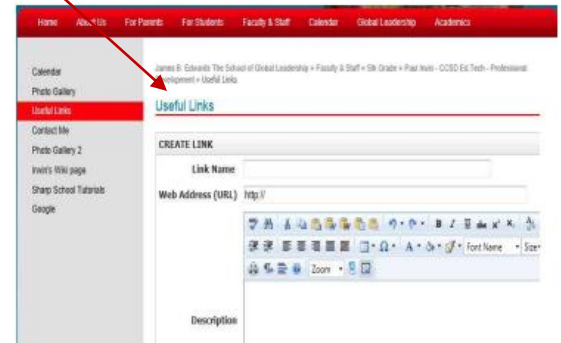 Home About Us For Parents For Students Faculty & Staff Calendar Global Leadership Academics
Calendar
Photo Gallery
Useful Links
Contact Me
Photo Gallery 2
Irwin's Wiki page
Sharp School Tutorials
Google
James B. Edwards The School of Global Leadership » Faculty & Staff » 5th Grade » Paul Irwin - CCSD Ed.Tech - Professional
Development » Useful Links
Useful Links
CREATE LINK
Link Name
Web Address (URL) http://
Font Name Size
Zoom
Description